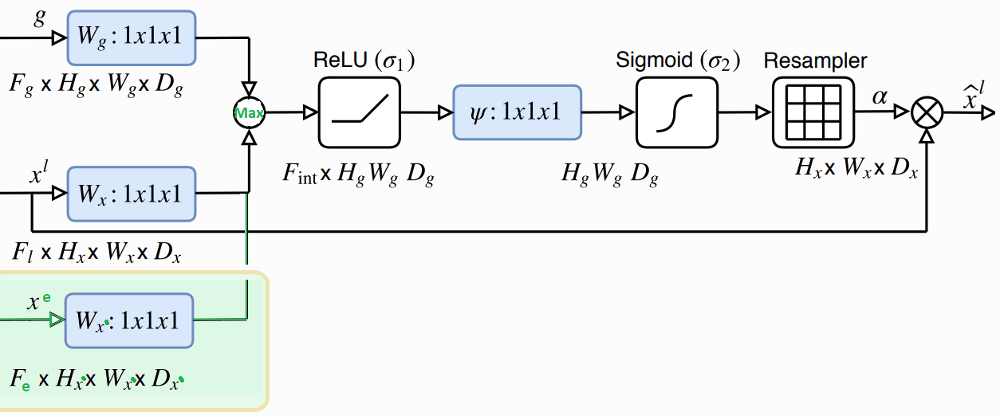 g
W_g : 1x1x1
F_g x H_g x W_g x D_g
ReLU (σ_1)
Sigmoid (σ_2)
Resampler
Max
ψ : 1x1x1
α
x̂^l
F_int x H_g W_g D_g
H_g W_g D_g
H_x x W_x x D_x
x^l
W_x : 1x1x1
F_l x H_x x W_x x D_x
x^e
W_x : 1x1x1
F_e x H_x x W_x x D_x